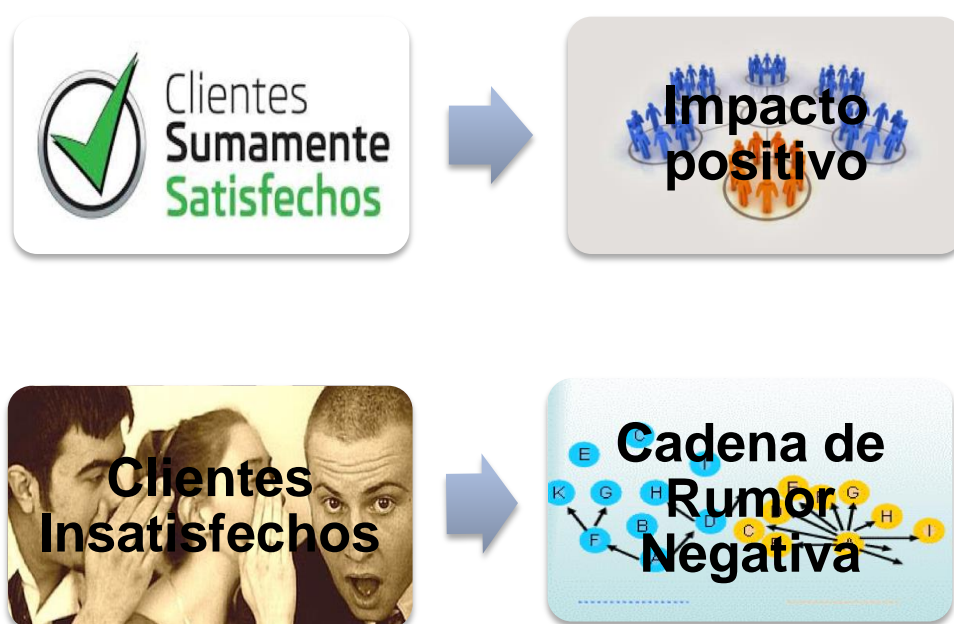 Clientes
Sumamente
Satisfechos
Impacto
positivo
Clientes
Insatisfechos
Cadena de
Rumor
Negativa
E
K
G
H
B
D
F
A
C
G
H
I